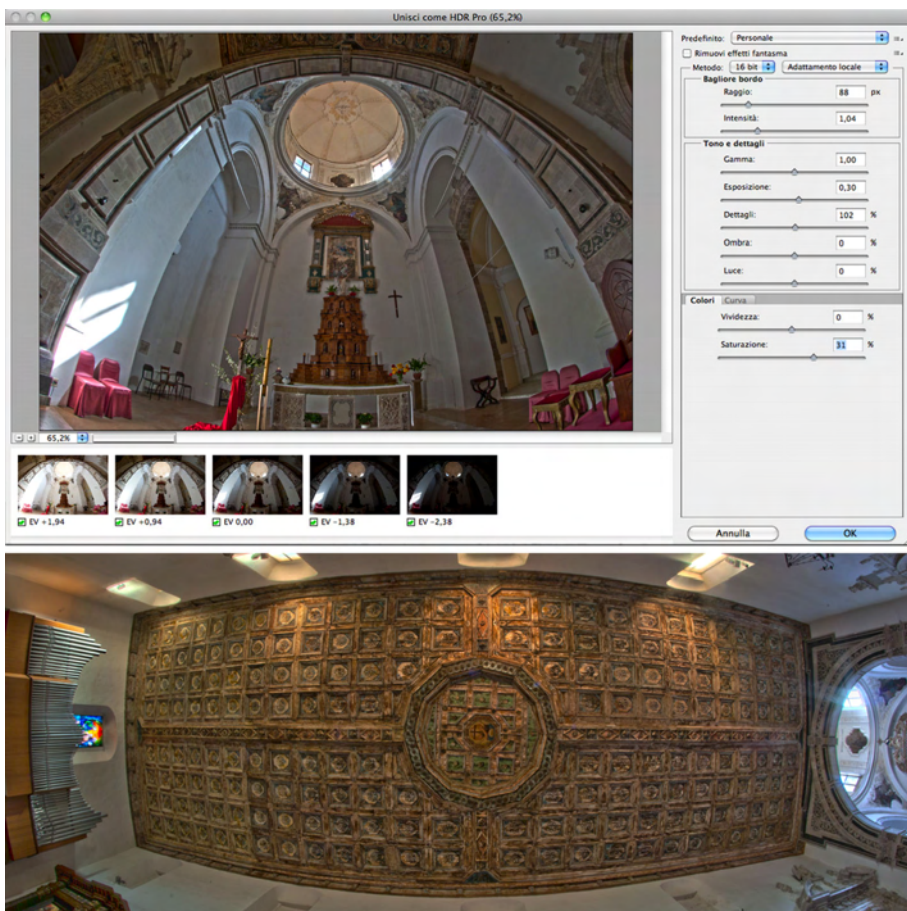 Unisci come HDR Pro (65,2%)
Predefinito: Personale
Rimuovi effetti fantasma
Metodo: 16 bit Adattamento locale
Bagliore bordo
Raggio: 88 px
Intensità: 1,04
Tono e dettagli
Gamma: 1,00
Esposizione: 0,30
Dettagli: 102 %
Ombra: 0 %
Luce: 0 %
Colori Curva
Vividezza: 0 %
Saturazione: 31 %
65,2%
EV +1,94 EV +0,94 EV 0,00 EV -1,38 EV -2,38
Annulla OK